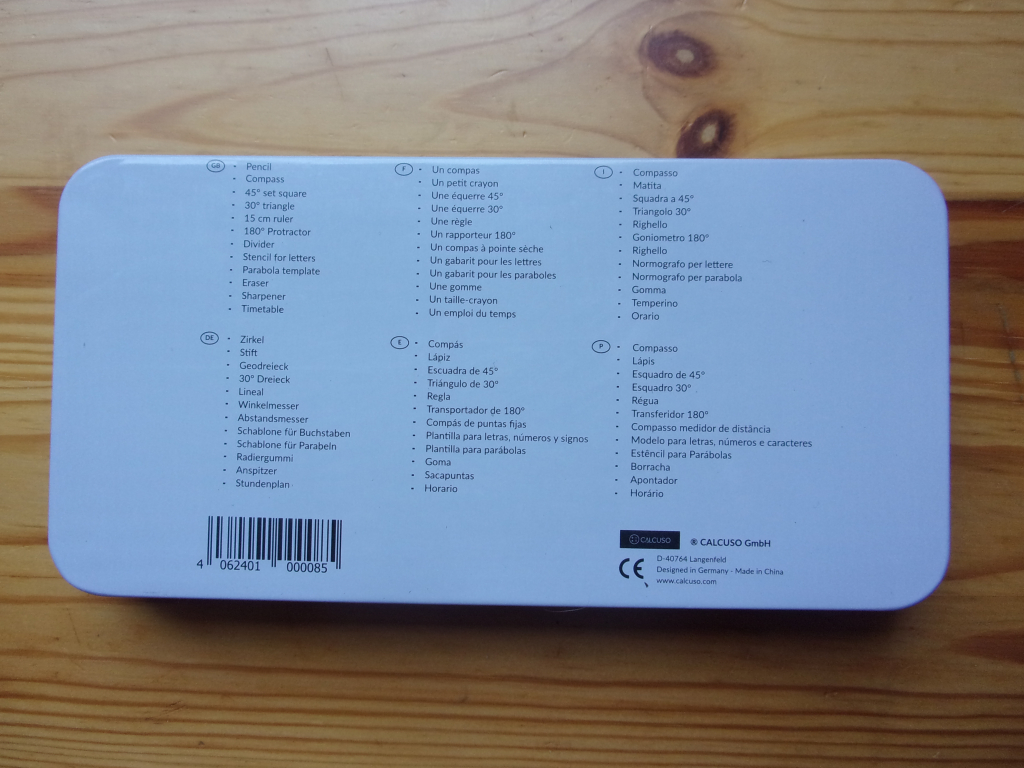 GB
- Pencil
- Compass
- 45° set square
- 30° triangle
- 15 cm ruler
- 180° Protractor
- Divider
- Stencil for letters
- Parabola template
- Eraser
- Sharpener
- Timetable
F
- Un compas
- Un petit crayon
- Une équerre 45°
- Une équerre 30°
- Une règle
- Un rapporteur 180°
- Un compas à pointe sèche
- Un gabarit pour les lettres
- Un gabarit pour les paraboles
- Une gomme
- Un taille-crayon
- Un emploi du temps
I
- Compasso
- Matita
- Squadra a 45°
- Triangolo 30°
- Righello
- Goniometro 180°
- Righello
- Normografo per lettere
- Normografo per parabola
- Gomma
- Temperino
- Orario
DE
- Zirkel
- Stift
- Geodreieck
- 30° Dreieck
- Lineal
- Winkelmesser
- Abstandsmesser
- Schablone für Buchstaben
- Schablone für Parabeln
- Radiergummi
- Anspitzer
- Stundenplan
E
- Compás
- Lápiz
- Escuadra de 45°
- Triángulo de 30°
- Regla
- Transportador de 180°
- Compás de puntas fijas
- Plantilla para letras, números y signos
- Plantilla para parábolas
- Goma
- Sacapuntas
- Horario
P
- Compasso
- Lápis
- Esquadro de 45°
- Esquadro 30°
- Régua
- Transferidor 180°
- Compasso medidor de distância
- Modelo para letras, números e caracteres
- Estêncil para Parábolas
- Borracha
- Apontador
- Horário
4 062401 000085
CALCUSO
® CALCUSO GmbH
CE
D-40764 Langenfeld
Designed in Germany - Made in China
www.calcuso.com